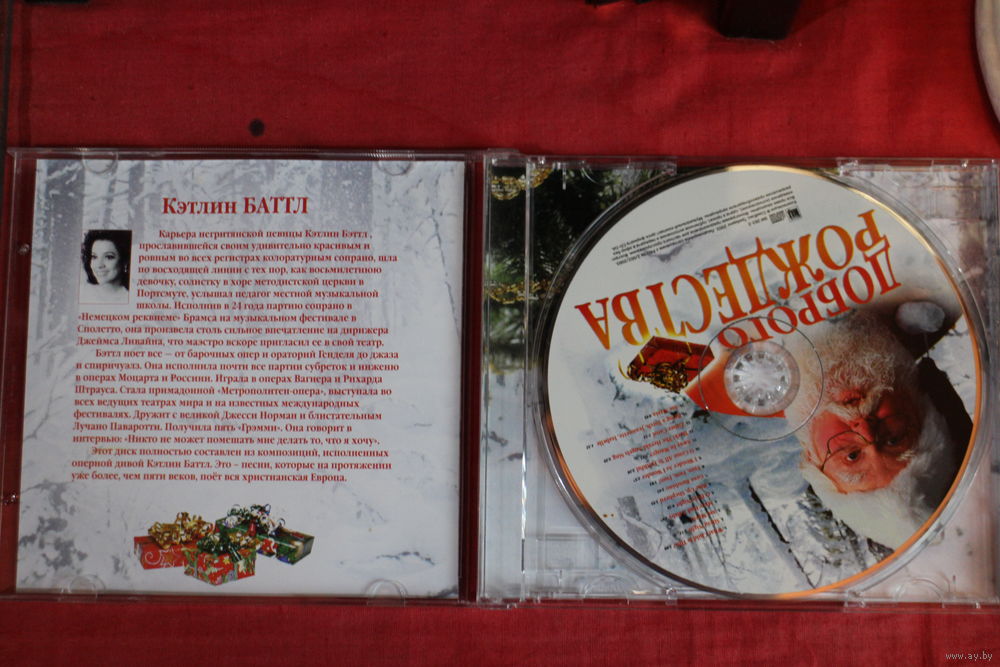 Кэтлин БАТТЛ
Карьера негритянской певицы Кэтлин Бэттл ,
прославившейся своим удивительно красивым и
ровным во всех регистрах колоратурным сопрано, шла
по восходящей линии с тех пор, как восьмилетнюю
девочку, солистку в хоре методистской церкви в
Портсмуте, услышал педагог местной музыкальной
школы. Исполнив в 24 года партию сопрано в
«Немецком реквиеме» Брамса на музыкальном фестивале в
Сполетто, она произвела столь сильное впечатление на дирижера
Джеймса Ливайна, что маэстро вскоре пригласил ее в свой театр.
Бэттл поет все – от барочных опер и ораторий Генделя до джаза
и спиричуэлз. Она исполнила почти все партии субреток и инженю
в операх Моцарта и Россини. Играла в операх Вагнера и Рихарда
Штрауса. Стала примадонной «Метрополитен-опера», выступала во
всех ведущих театрах мира и на известных международных
фестивалях. Дружит с великой Джесси Норман и блистательным
Лучано Паваротти. Получила пять «Грэмми». Она говорит в
интервью: «Никто не может помешать мне делать то, что я хочу».
Этот диск полностью составлен из композиций, исполненных
оперной дивой Кэтлин Баттл. Это – песни, которые на протяжении
уже более, чем пяти веков, поёт вся христианская Европа.
ДОБРОГО
РОЖДЕСТВА
www.ay.by